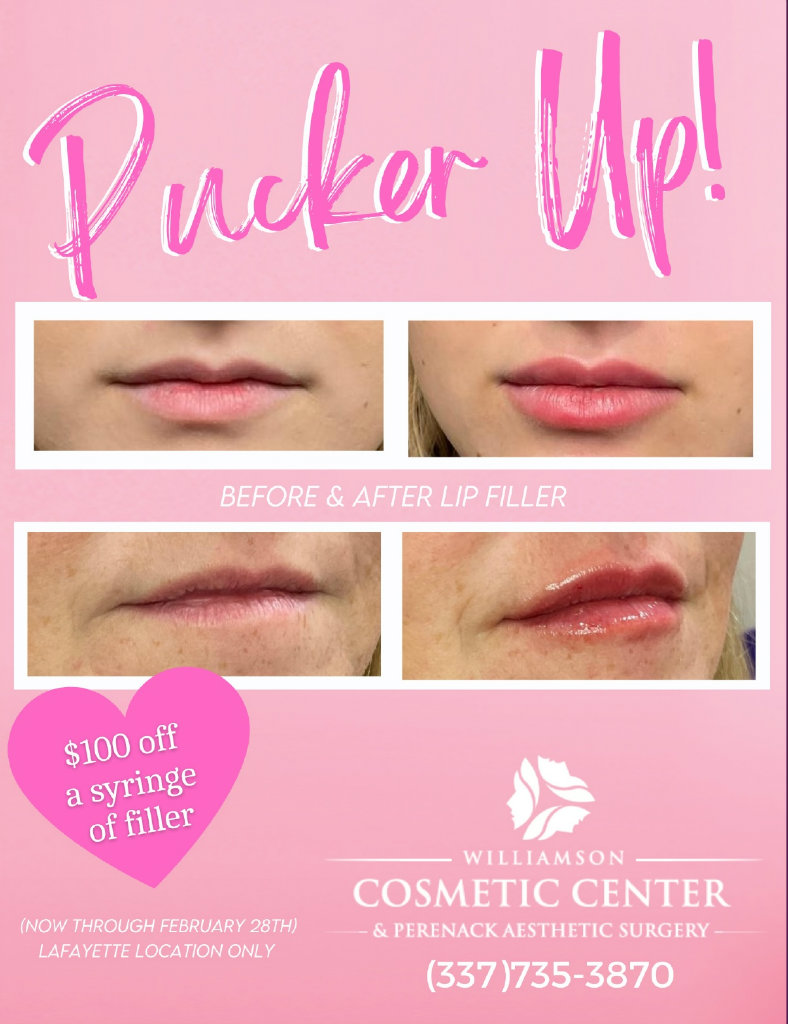 Pucker Up!
BEFORE & AFTER LIP FILLER
$100 off
a syringe
of filler
(NOW THROUGH FEBRUARY 28TH)
LAFAYETTE LOCATION ONLY
WILLIAMSON
COSMETIC CENTER
& PERENACK AESTHETIC SURGERY
(337)735-3870